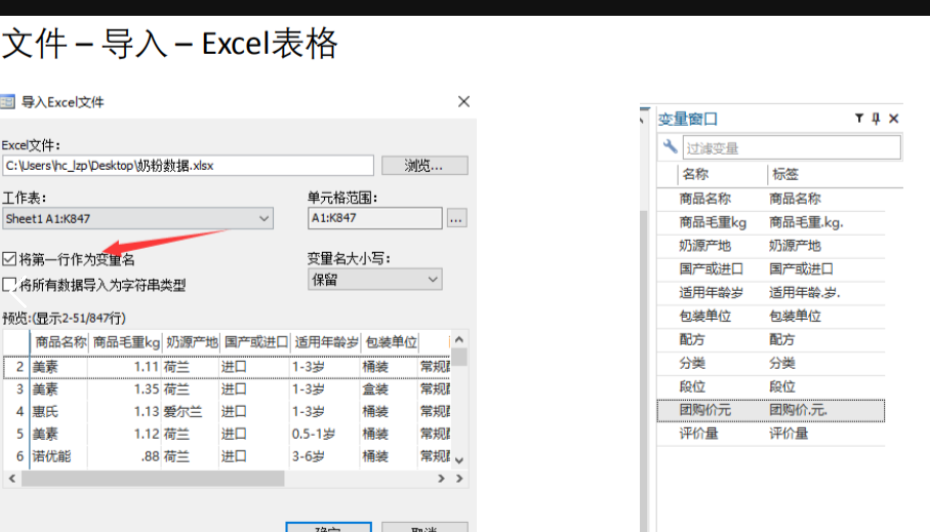 文件 – 导入 – Excel表格
导入Excel文件
Excel文件:
C:\Users\hc_lzp\Desktop\奶粉数据.xlsx
浏览...
工作表:
单元格范围:
Sheet1 A1:K847
A1:K847
...
将第一行作为变量名
变量名大小写:
将所有数据导入为字符串类型
保留
预览:(显示2-51/847行)
商品名称 商品毛重kg 奶源产地 国产或进口 适用年龄岁 包装单位
2 美素 1.11 荷兰 进口 1-3岁 桶装 常规
3 美素 1.35 荷兰 进口 1-3岁 盒装 常规
4 惠氏 1.13 爱尔兰 进口 1-3岁 桶装 常规
5 美素 1.12 荷兰 进口 0.5-1岁 桶装 常规
6 诺优能 .88 荷兰 进口 3-6岁 桶装 常规
确定
取消
变量窗口
过滤变量
名称 标签
商品名称 商品名称
商品毛重kg 商品毛重.kg.
奶源产地 奶源产地
国产或进口 国产或进口
适用年龄岁 适用年龄.岁.
包装单位 包装单位
配方 配方
分类 分类
段位 段位
团购价元 团购价.元.
评价量 评价量